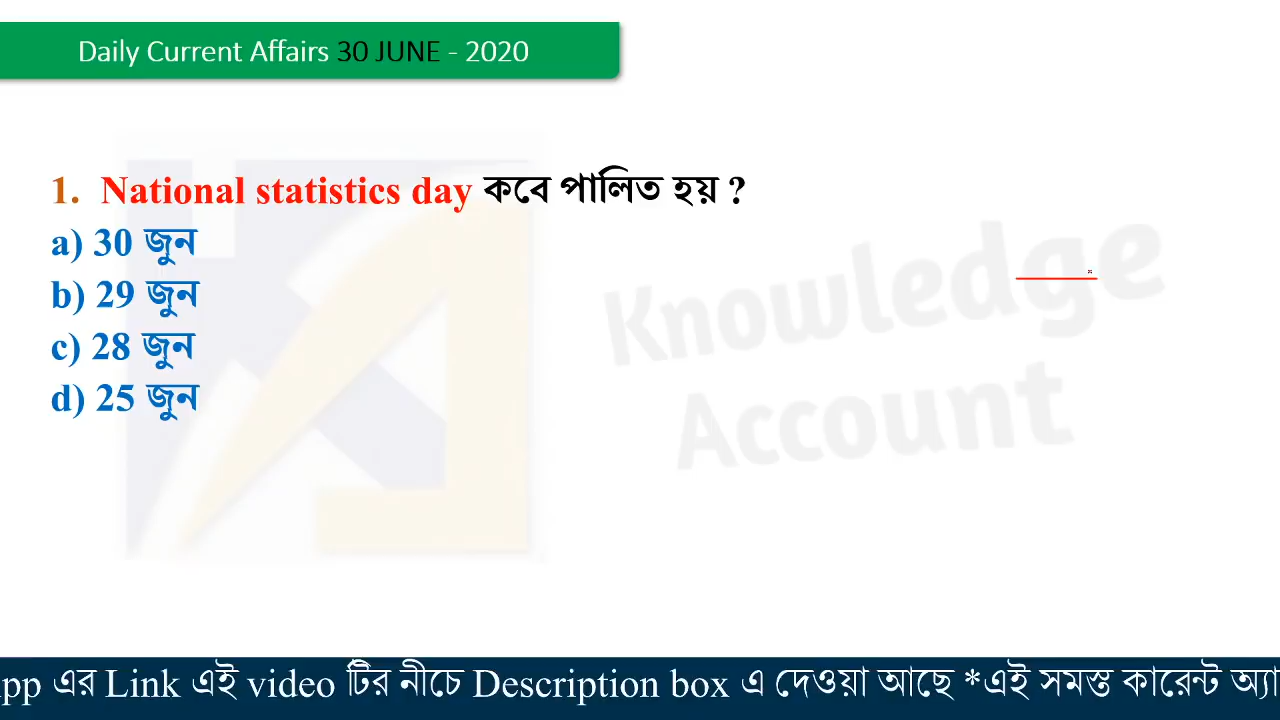 Daily Current Affairs 30 JUNE - 2020
1. National statistics day কবে পালিত হয় ?
a) 30 জুন
b) 29 জুন
c) 28 জুন
d) 25 জুন
Knowledge
Account
pp এর Link এই video টির নীচে Description box এ দেওয়া আছে *এই সমস্ত কারেন্ট অ্যা